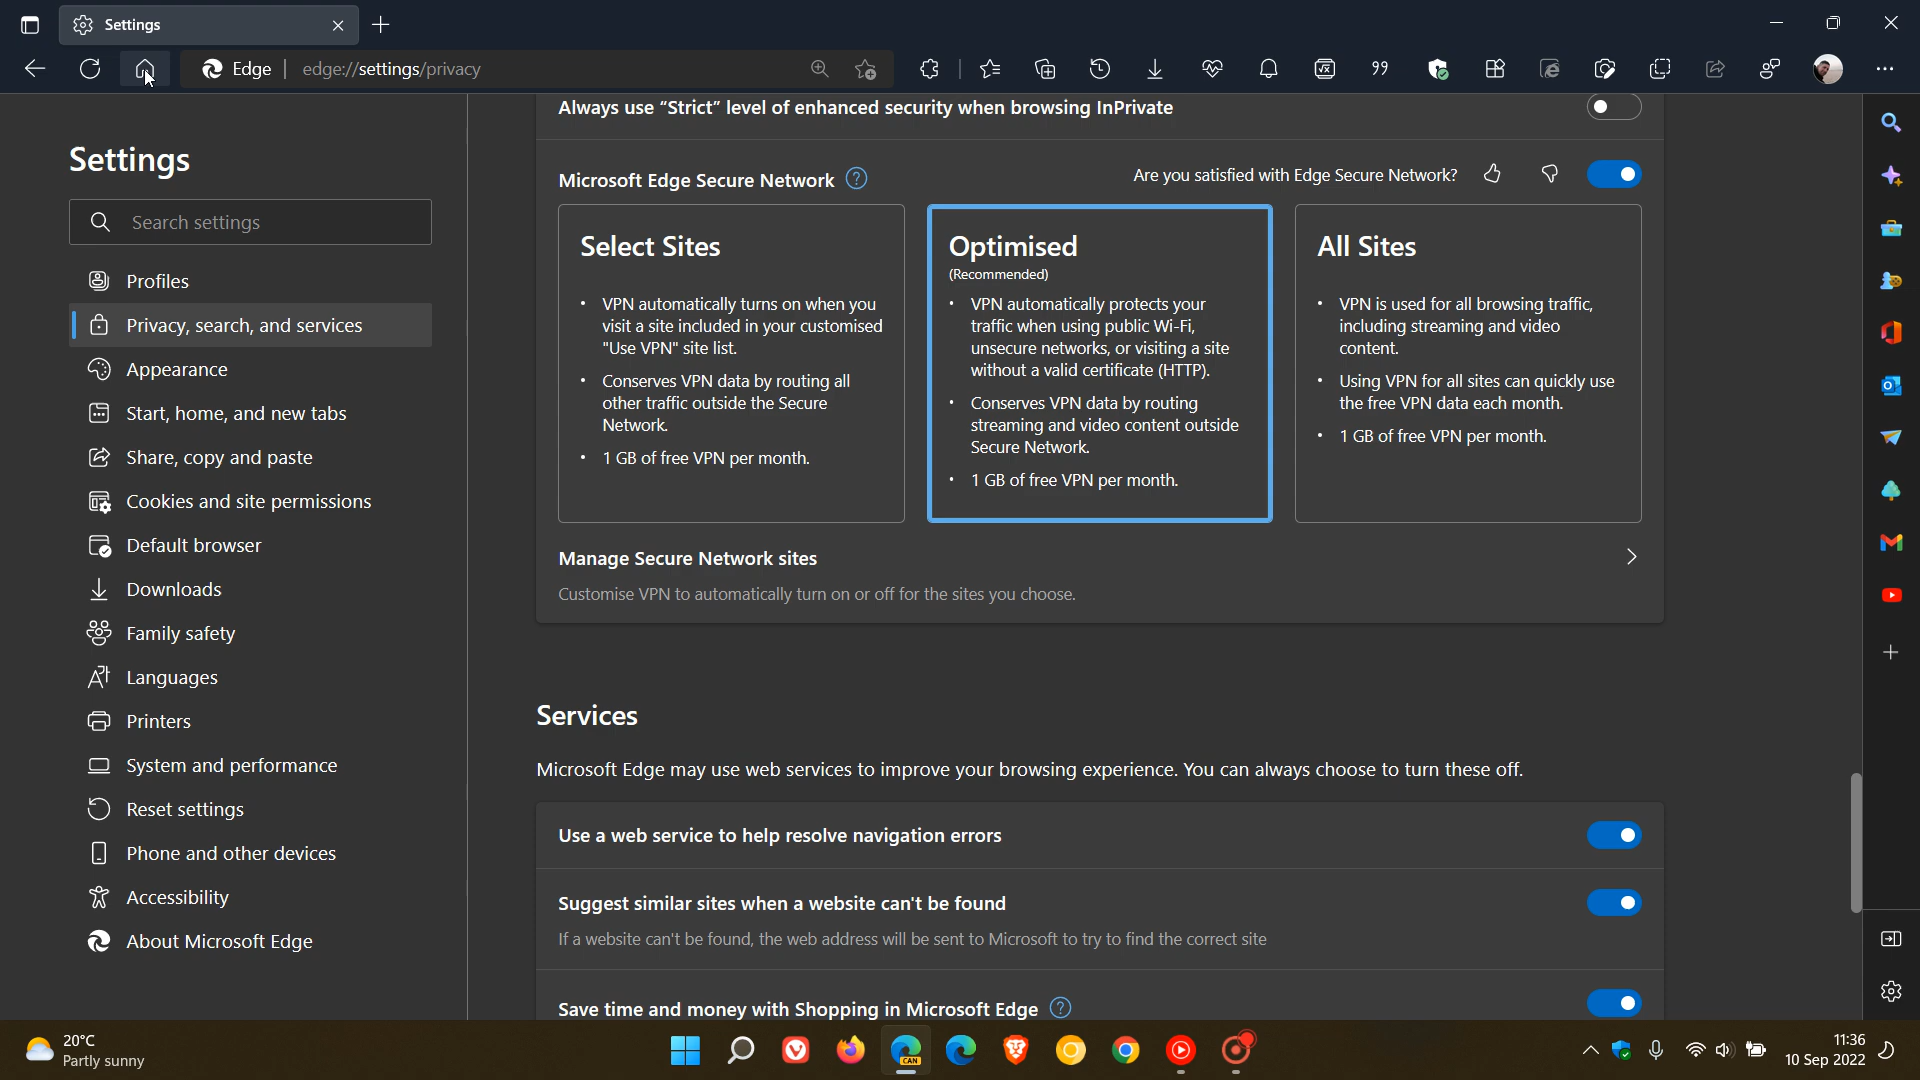 Settings
Edge
edge://settings/privacy
Settings
Search settings
Profiles
Privacy, search, and services
Appearance
Start, home, and new tabs
Share, copy and paste
Cookies and site permissions
Default browser
Downloads
Family safety
Languages
Printers
System and performance
Reset settings
Phone and other devices
Accessibility
About Microsoft Edge
Always use “Strict” level of enhanced security when browsing InPrivate
Microsoft Edge Secure Network
Are you satisfied with Edge Secure Network?
Select Sites
• VPN automatically turns on when you
visit a site included in your customised
"Use VPN" site list.
• Conserves VPN data by routing all
other traffic outside the Secure
Network.
• 1 GB of free VPN per month.
Optimised
(Recommended)
• VPN automatically protects your
traffic when using public Wi-Fi,
unsecure networks, or visiting a site
without a valid certificate (HTTP).
• Conserves VPN data by routing
streaming and video content outside
Secure Network.
• 1 GB of free VPN per month.
All Sites
• VPN is used for all browsing traffic,
including streaming and video
content.
• Using VPN for all sites can quickly use
the free VPN data each month.
• 1 GB of free VPN per month.
Manage Secure Network sites
Customise VPN to automatically turn on or off for the sites you choose.
Services
Microsoft Edge may use web services to improve your browsing experience. You can always choose to turn these off.
Use a web service to help resolve navigation errors
Suggest similar sites when a website can't be found
If a website can't be found, the web address will be sent to Microsoft to try to find the correct site
Save time and money with Shopping in Microsoft Edge
20°C
Partly sunny
CAN
11:36
10 Sep 2022